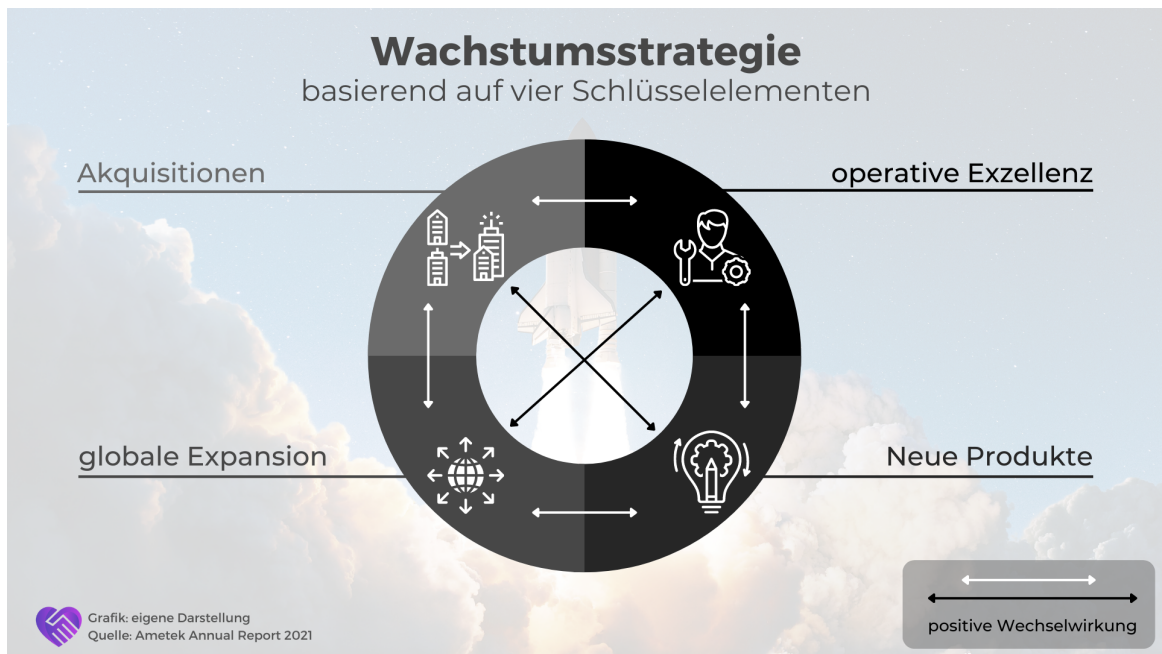 Wachstumsstrategie
basierend auf vier Schlüsselelementen
Akquisitionen
operative Exzellenz
globale Expansion
Neue Produkte
Grafik: eigene Darstellung
Quelle: Ametek Annual Report 2021
positive Wechselwirkung